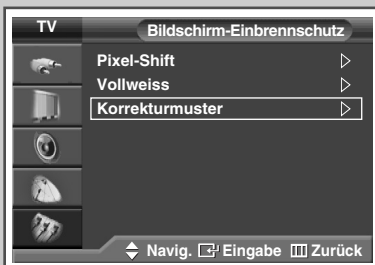 TV
Bildschirm-Einbrennschutz
Pixel-Shift
Vollweiss
Korrekturmuster
Navig. Eingabe Zurück